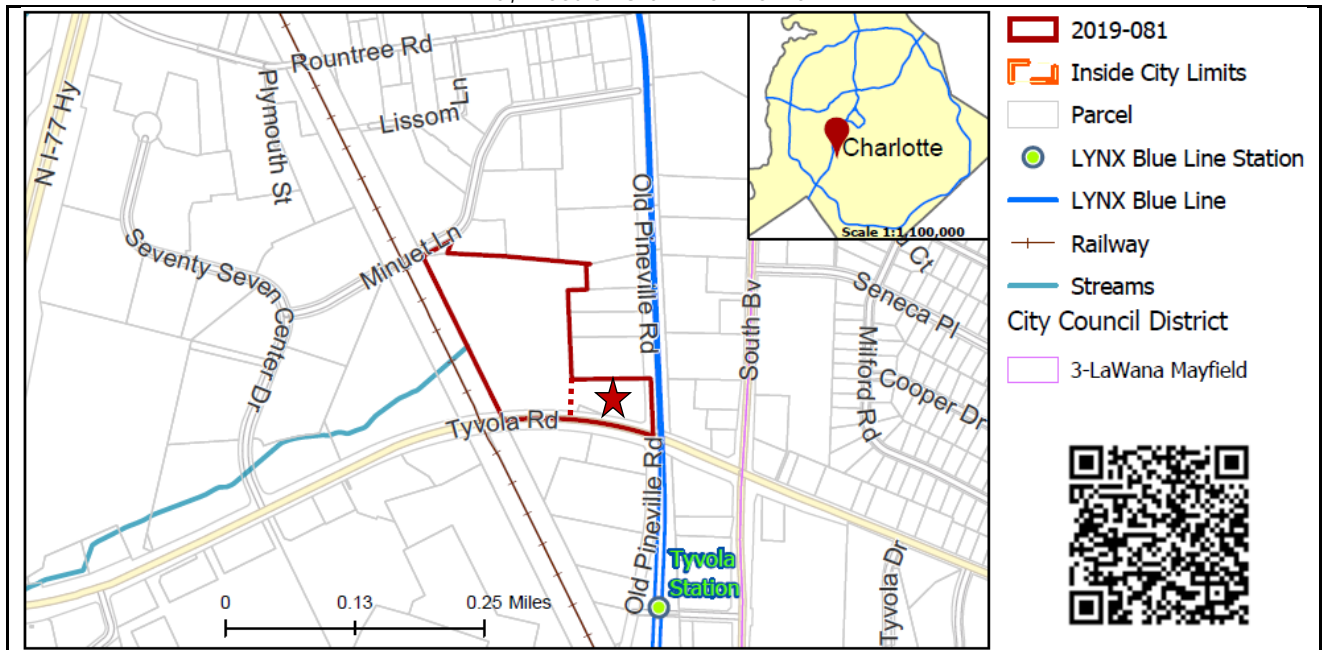 Rountree Rd
Plymouth St
Lissom Ln
N I-77 Hy
Old Pineville Rd
Charlotte
Scale 1:1,100,000
Ct
Seventy Seven Center Dr
Minuet Ln
Seneca Pl
South Bv
Milford Rd
Cooper Dr
Tyvola Rd
Old Pineville Rd
Tyvola
Station
Tyvola Dr
0 0.13 0.25 Miles
2019-081
Inside City Limits
Parcel
LYNX Blue Line Station
LYNX Blue Line
Railway
Streams
City Council District
3-LaWana Mayfield